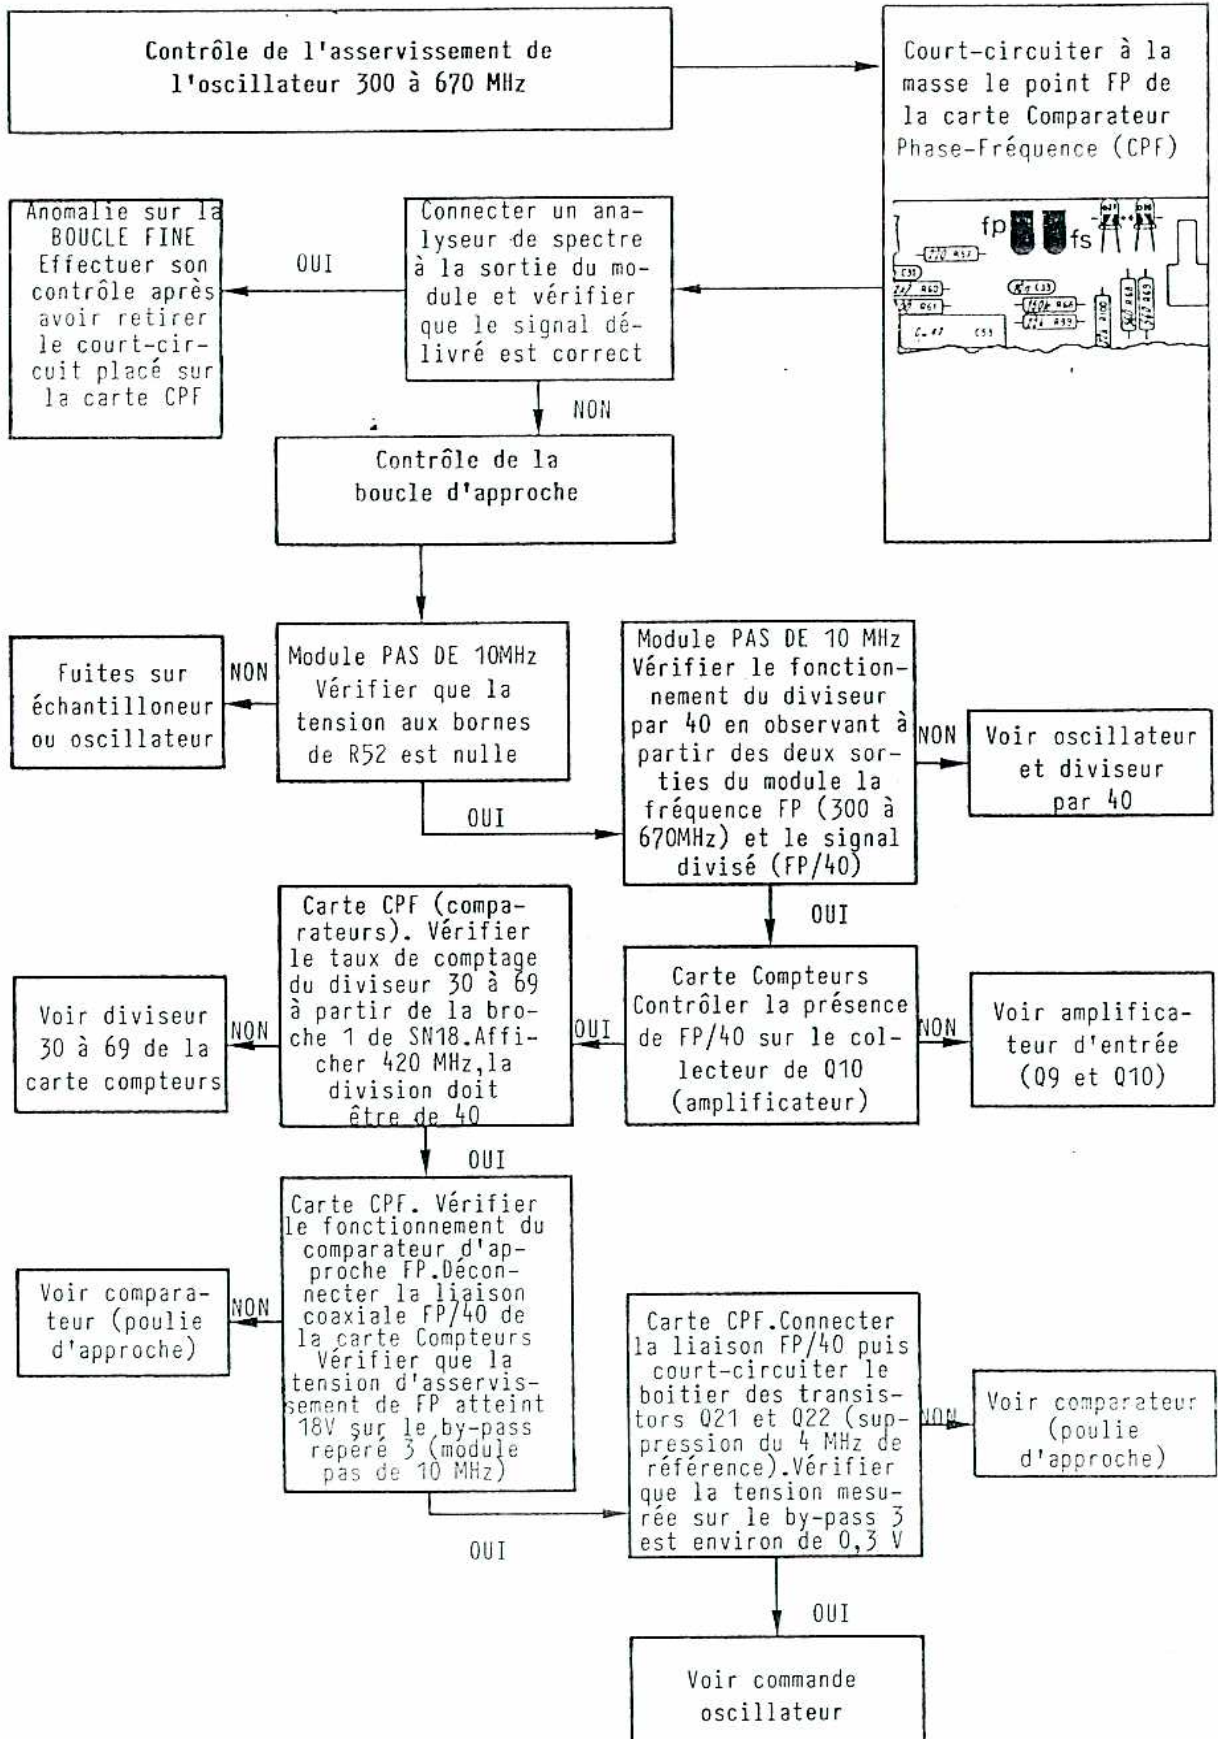 Contrôle de l'asservissement de
l'oscillateur 300 à 670 MHz
Court-circuiter à la
masse le point FP de
la carte Comparateur
Phase-Fréquence (CPF)
fp
fs
Anomalie sur la
BOUCLE FINE
Effectuer son
contrôle après
avoir retirer
le court-cir-
cuit placé sur
la carte CPF
OUI
Connecter un ana-
lyseur de spectre
à la sortie du mo-
dule et vérifier
que le signal dé-
livré est correct
NON
Contrôle de la
boucle d'approche
Fuites sur
échantilloneur
ou oscillateur
NON
Module PAS DE 10MHz
Vérifier que la
tension aux bornes
de R52 est nulle
OUI
Module PAS DE 10 MHz
Vérifier le fonction-
nement du diviseur
par 40 en observant à
partir des deux sor-
ties du module la
fréquence FP (300 à
670MHz) et le signal
divisé (FP/40)
NON
Voir oscillateur
et diviseur
par 40
OUI
Voir diviseur
30 à 69 de la
carte compteurs
NON
Carte CPF (compa-
rateurs). Vérifier
le taux de comptage
du diviseur 30 à 69
à partir de la bro-
che 1 de SN18.Affi-
cher 420 MHz,la
division doit
être de 40
OUI
Carte Compteurs
Contrôler la présence
de FP/40 sur le col-
lecteur de Q10
(amplificateur)
NON
Voir amplifica-
teur d'entrée
(Q9 et Q10)
OUI
Voir compara-
teur (poulie
d'approche)
NON
Carte CPF. Vérifier
le fonctionnement du
comparateur d'ap-
proche FP.Décon-
necter la liaison
coaxiale FP/40 de
la carte Compteurs
Vérifier que la
tension d'asservis-
sement de FP atteint
18V sur le by-pass
repéré 3 (module
pas de 10 MHz)
OUI
Carte CPF.Connecter
la liaison FP/40 puis
court-circuiter le
boitier des transis-
tors Q21 et Q22 (sup-
pression du 4 MHz de
référence).Vérifier
que la tension mesu-
rée sur le by-pass 3
est environ de 0,3 V
NON
Voir comparateur
(poulie
d'approche)
OUI
Voir commande
oscillateur